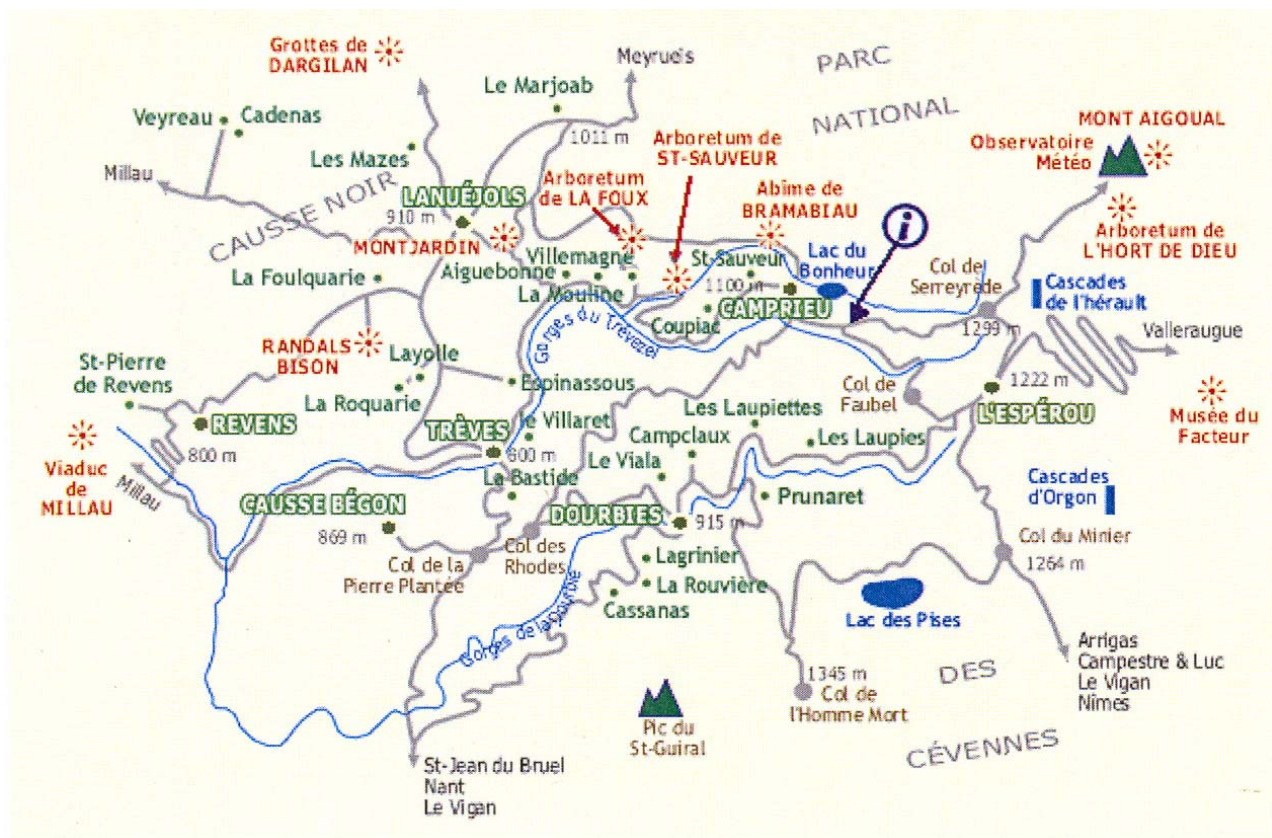 Grottes de
DARGILAN
Meyrueis
PARC
NATIONAL
Le Marjoab
Veyreau
Cadenas
1011 m
MONT AIGOUAL
Observatoire
Météo
Arboretum de
ST-SAUVEUR
Les Mazes
Millau
CAUSSE NOIR
LANUÉJOLS
910 m
Arboretum
de LA FOUX
Abîme de
BRAMABIAU
i
MONTJARDIN
Arboretum de
L'HORT DE DIEU
Villemagne
Aiguebonne
La Mouline
St-Sauveur
1100 m
Lac du
Bonheur
Col de
Serreyrède
Cascades
de l'hérault
La Foulquarie
CAMPRIEU
Coupiac
1299 m
Valleraugue
Gorges du Trévezel
RANDALS
BISON
Layolle
La Roquarie
Espinassous
St-Pierre
de Revens
Col de
Faubel
1222 m
L'ESPÉROU
Musée du
Facteur
REVENS
800 m
TRÈVES
600 m
le Villaret
Les Laupiettes
Campclaux
Les Laupies
Le Viala
Viaduc
de
MILLAU
Millau
La Bastide
CAUSSE BÉGON
869 m
DOURBIES
915 m
Prunaret
Cascades
d'Orgon
Col de la
Pierre Plantée
Col des
Rhodes
Lagrinier
La Rouvière
Cassanas
Col du Minier
1264 m
Gorges de la Dourbie
Lac des Pises
Arrigas
Campestre & Luc
Le Vigan
Nîmes
1345 m
Col de
l'Homme Mort
DES
CÉVENNES
Pic du
St-Guiral
St-Jean du Bruel
Nant
Le Vigan